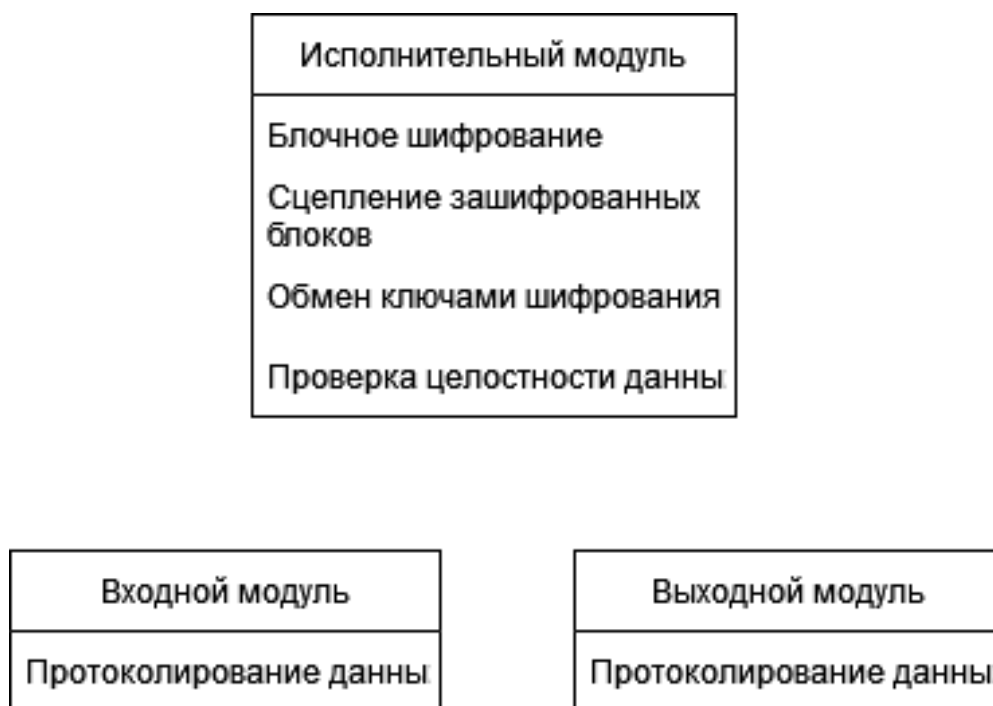 Исполнительный модуль
Блочное шифрование
Сцепление зашифрованных
блоков
Обмен ключами шифрования
Проверка целостности данны
Входной модуль
Выходной модуль
Протоколирование данны
Протоколирование данны